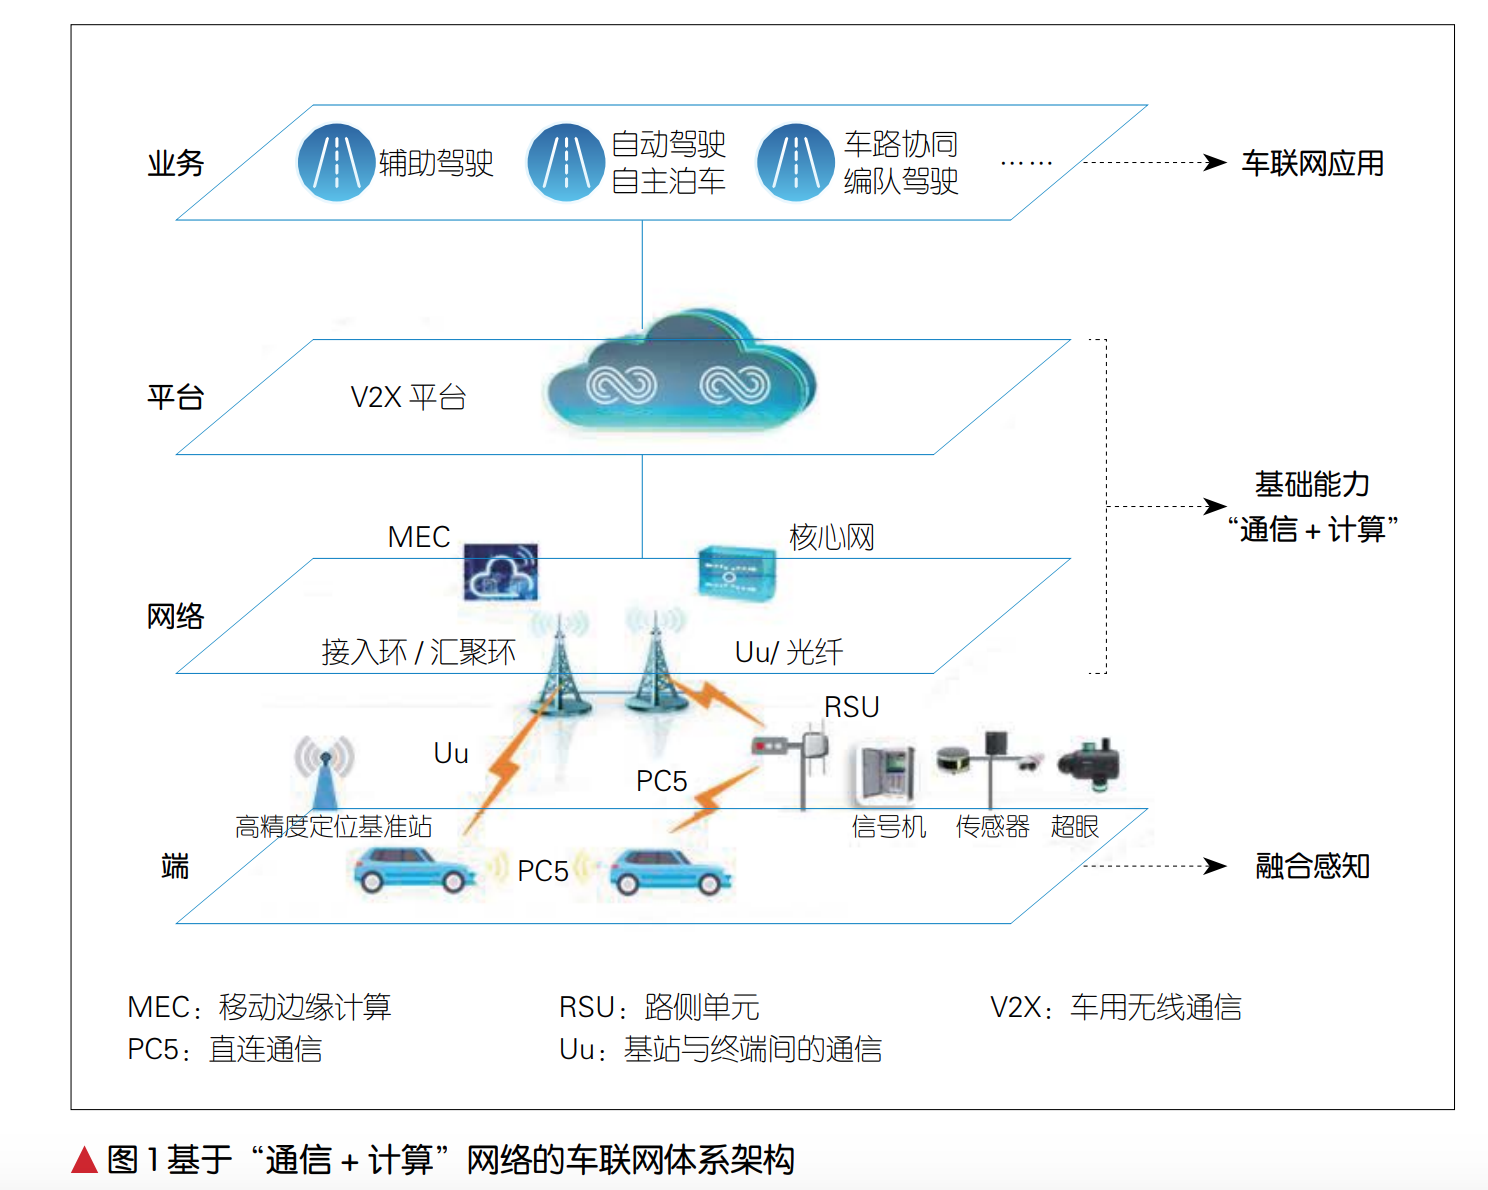 业务
辅助驾驶
自动驾驶
自主泊车
车路协同
编队驾驶
……
车联网应用
平台
V2X 平台
基础能力
“通信 + 计算”
MEC
核心网
网络
接入环 / 汇聚环
Uu/ 光纤
RSU
Uu
PC5
高精度定位基准站
信号机
传感器
超眼
端
PC5
融合感知
MEC：移动边缘计算
RSU：路侧单元
V2X：车用无线通信
PC5：直连通信
Uu：基站与终端间的通信
▲ 图 1 基于“通信 + 计算”网络的车联网体系架构